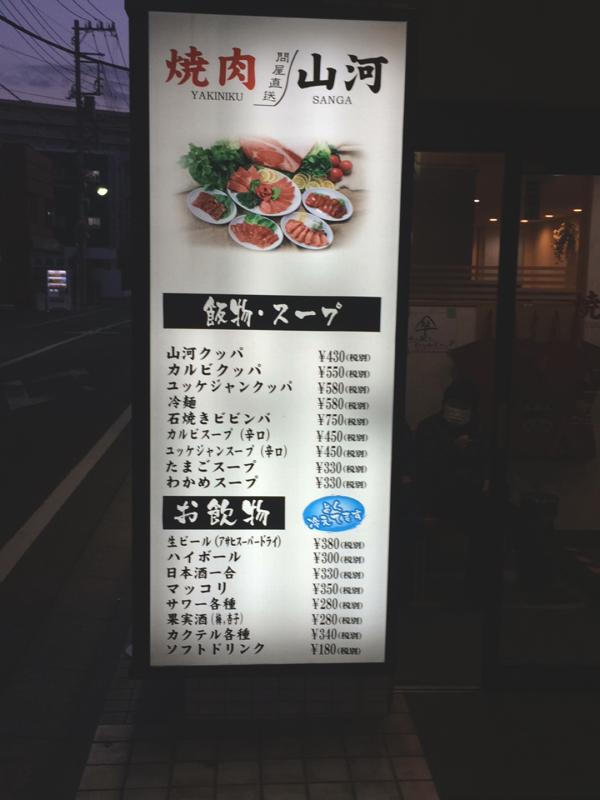 焼肉
YAKINIKU
問屋直送
山河
SANGA
飯物・スープ
山河クッパ ¥430(税別)
カルビクッパ ¥550(税別)
ユッケジャンクッパ ¥580(税別)
冷麺 ¥580(税別)
石焼きビビンバ ¥750(税別)
カルビスープ (辛口) ¥450(税別)
ユッケジャンスープ (辛口) ¥450(税別)
たまごスープ ¥330(税別)
わかめスープ ¥330(税別)
お飲物
よく
冷えてます
生ビール(アサヒスーパードライ) ¥380(税別)
ハイボール ¥300(税別)
日本酒一合 ¥330(税別)
マッコリ ¥350(税別)
サワー各種 ¥280(税別)
果実酒(梅,杏子) ¥280(税別)
カクテル各種 ¥340(税別)
ソフトドリンク ¥180(税別)
焼